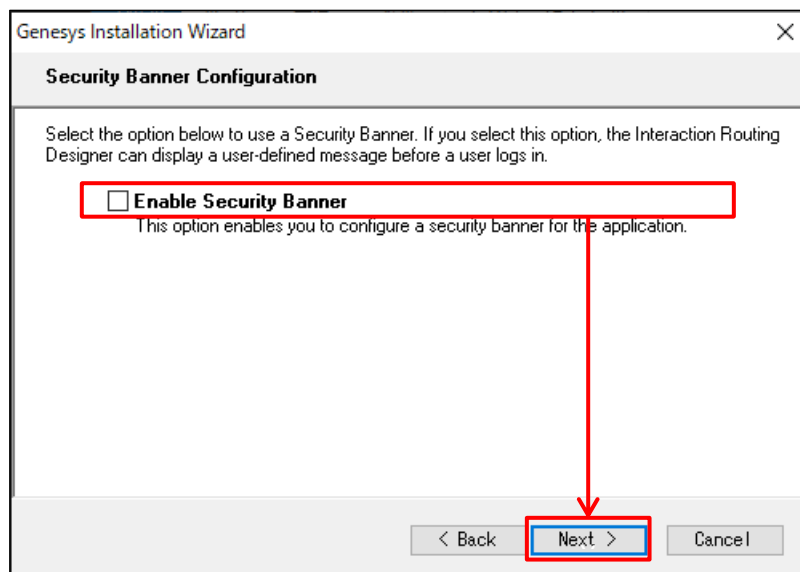 Genesys Installation Wizard
Security Banner Configuration
Select the option below to use a Security Banner. If you select this option, the Interaction Routing
Designer can display a user-defined message before a user logs in.
Enable Security Banner
This option enables you to configure a security banner for the application.
< Back
Next >
Cancel